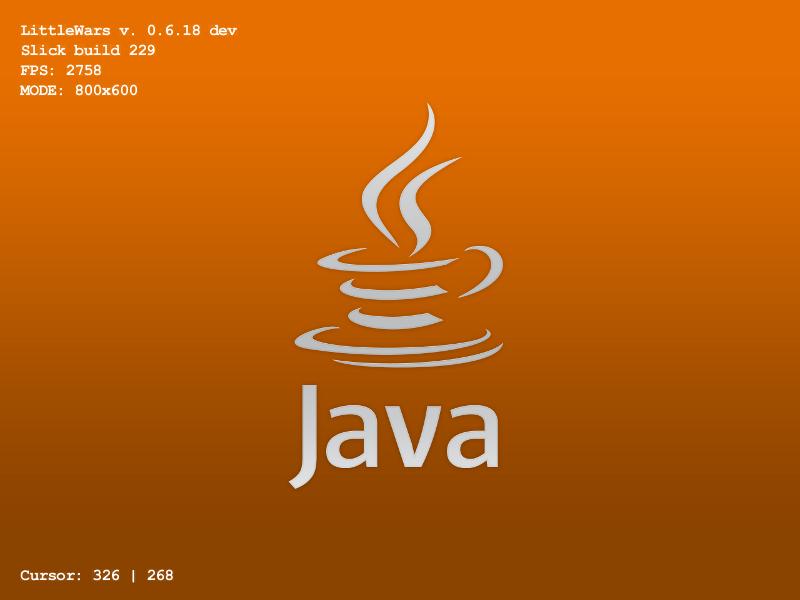 LittleWars v. 0.6.18 dev
Slick build 229
FPS: 2758
MODE: 800x600
Java
Cursor: 326 | 268